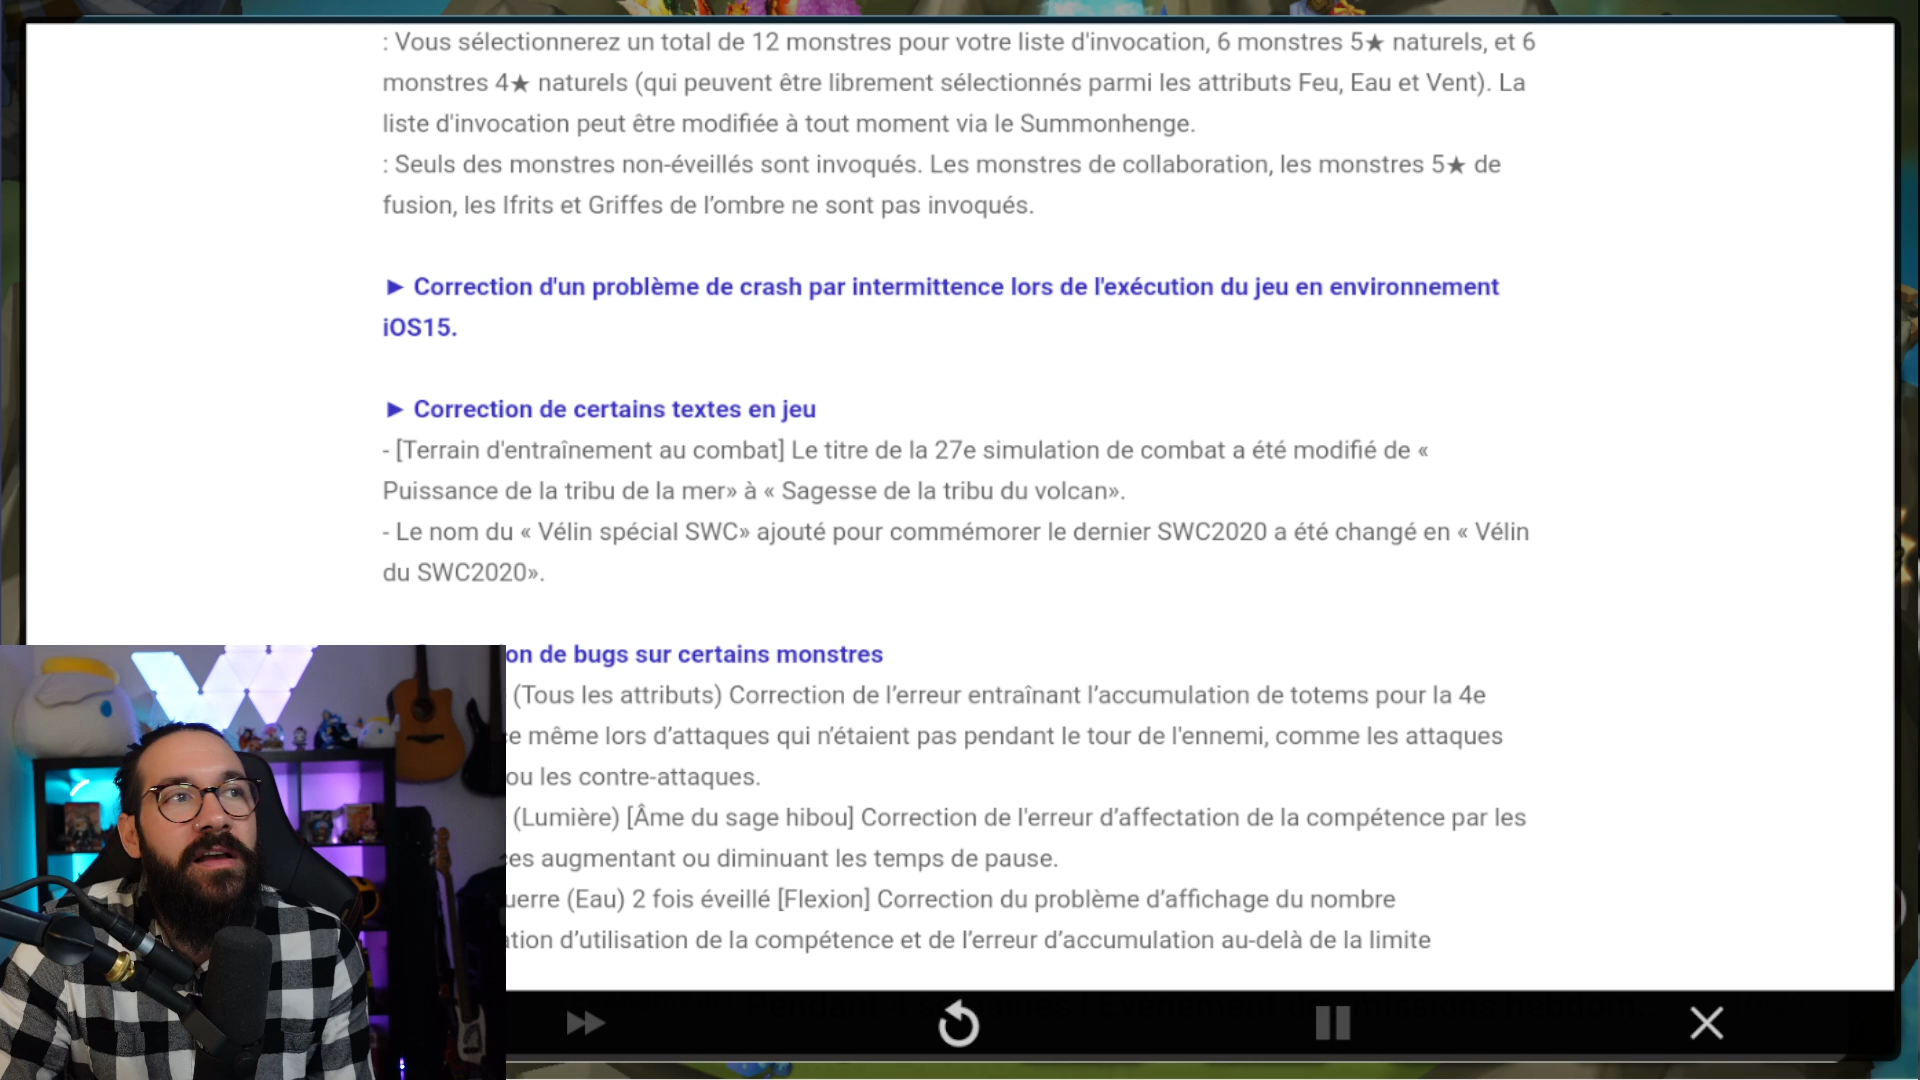 : Vous sélectionnerez un total de 12 monstres pour votre liste d'invocation, 6 monstres 5★ naturels, et 6
monstres 4★ naturels (qui peuvent être librement sélectionnés parmi les attributs Feu, Eau et Vent). La
liste d'invocation peut être modifiée à tout moment via le Summonhenge.
: Seuls des monstres non-éveillés sont invoqués. Les monstres de collaboration, les monstres 5★ de
fusion, les Ifrits et Griffes de l’ombre ne sont pas invoqués.
► Correction d'un problème de crash par intermittence lors de l'exécution du jeu en environnement
iOS15.
► Correction de certains textes en jeu
- [Terrain d'entraînement au combat] Le titre de la 27e simulation de combat a été modifié de «
Puissance de la tribu de la mer» à « Sagesse de la tribu du volcan».
- Le nom du « Vélin spécial SWC» ajouté pour commémorer le dernier SWC2020 a été changé en « Vélin
du SWC2020».
on de bugs sur certains monstres
(Tous les attributs) Correction de l’erreur entraînant l’accumulation de totems pour la 4e
même lors d’attaques qui n’étaient pas pendant le tour de l'ennemi, comme les attaques
ou les contre-attaques.
(Lumière) [Âme du sage hibou] Correction de l'erreur d’affectation de la compétence par les
augmentant ou diminuant les temps de pause.
uerre (Eau) 2 fois éveillé [Flexion] Correction du problème d’affichage du nombre
ation d’utilisation de la compétence et de l’erreur d’accumulation au-delà de la limite